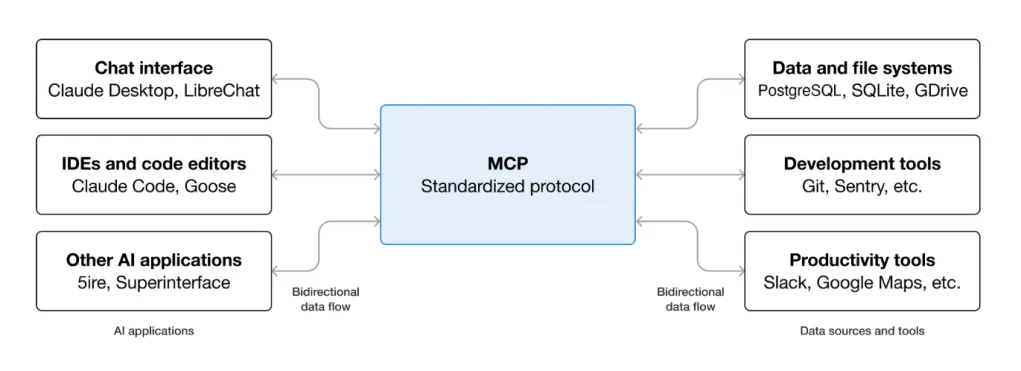 Chat interface
Claude Desktop, LibreChat
IDEs and code editors
Claude Code, Goose
Other AI applications
5ire, Superinterface
AI applications
Bidirectional
data flow
MCP
Standardized protocol
Bidirectional
data flow
Data and file systems
PostgreSQL, SQLite, GDrive
Development tools
Git, Sentry, etc.
Productivity tools
Slack, Google Maps, etc.
Data sources and tools